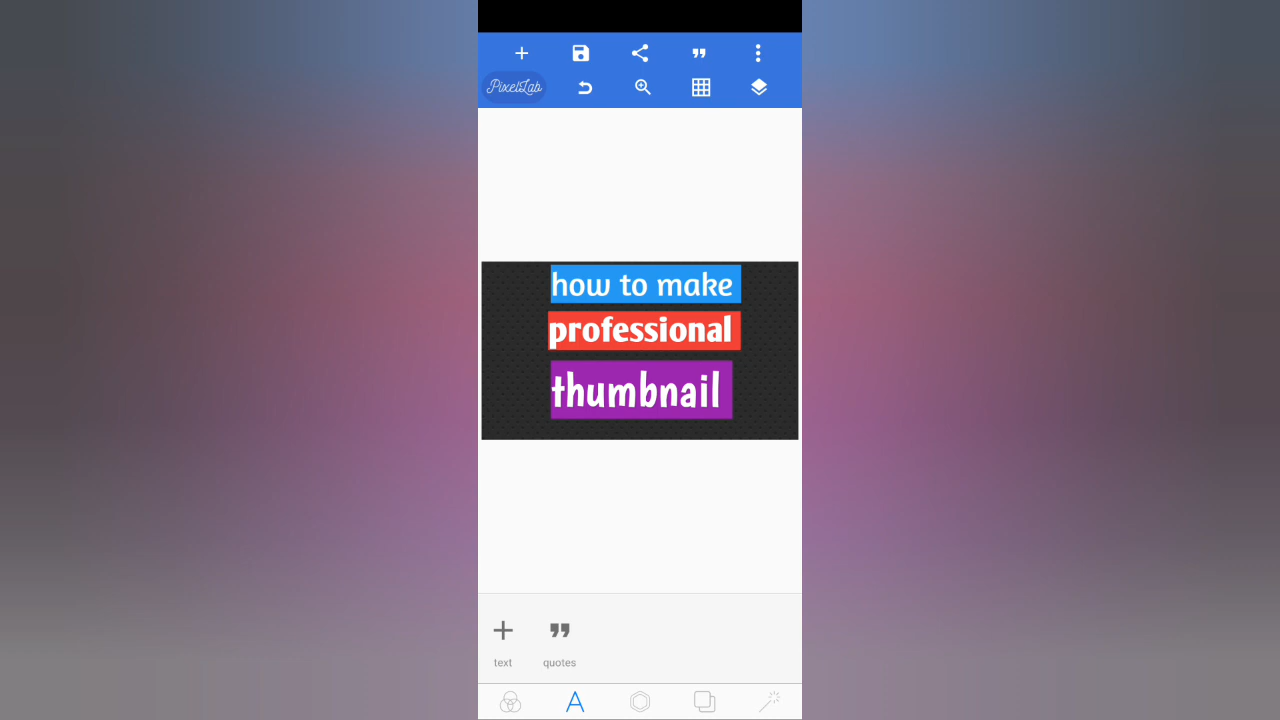 PixelLab
how to make
professional
thumbnail
text
quotes